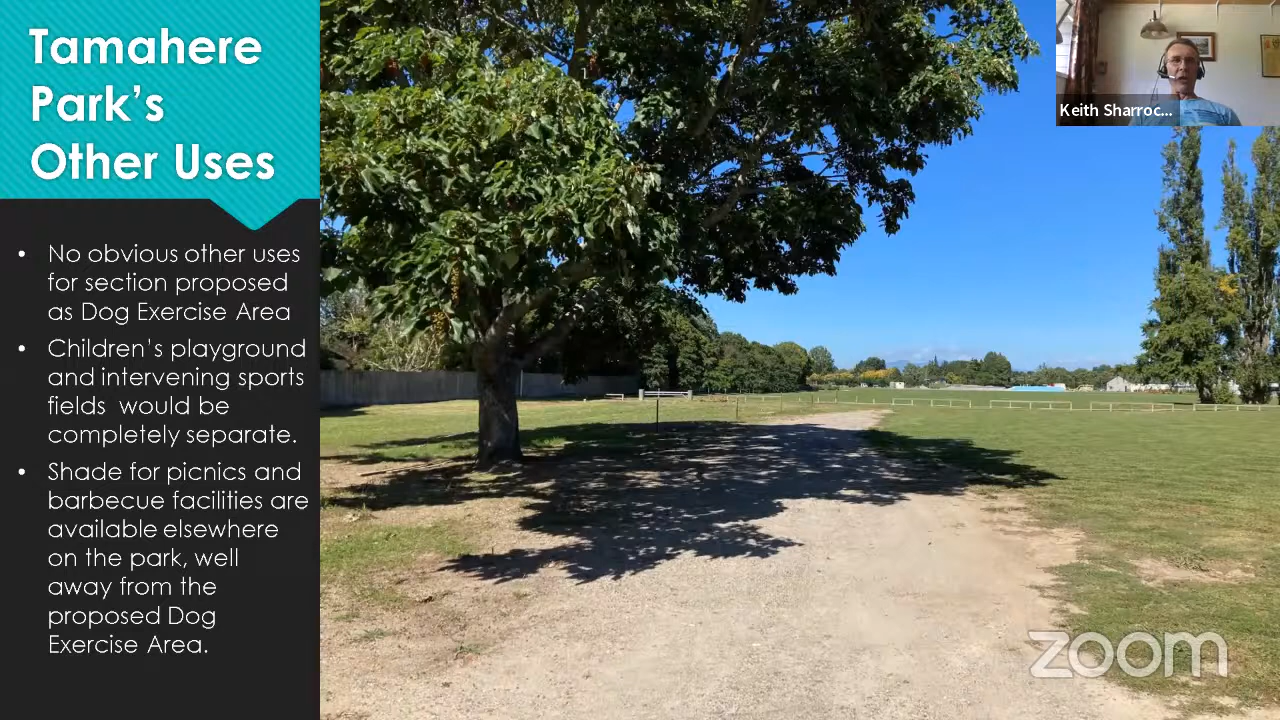 Tamahere
Park’s
Other Uses
• No obvious other uses
for section proposed
as Dog Exercise Area
• Children’s playground
and intervening sports
fields would be
completely separate.
• Shade for picnics and
barbecue facilities are
available elsewhere
on the park, well
away from the
proposed Dog
Exercise Area.
Keith Sharroc...
zoom